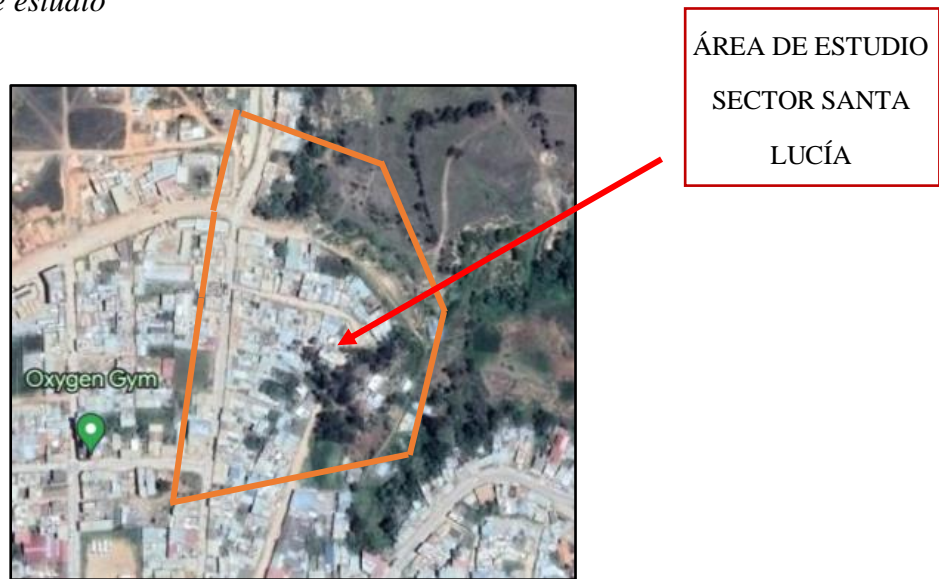 e estudio
ÁREA DE ESTUDIO
SECTOR SANTA
LUCÍA
Oxygen Gym